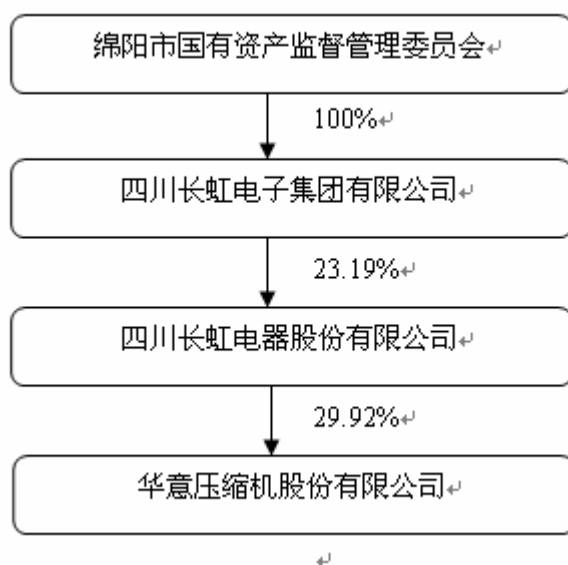 绵阳市国有资产监督管理委员会
100%
四川长虹电子集团有限公司
23.19%
四川长虹电器股份有限公司
29.92%
华意压缩机股份有限公司